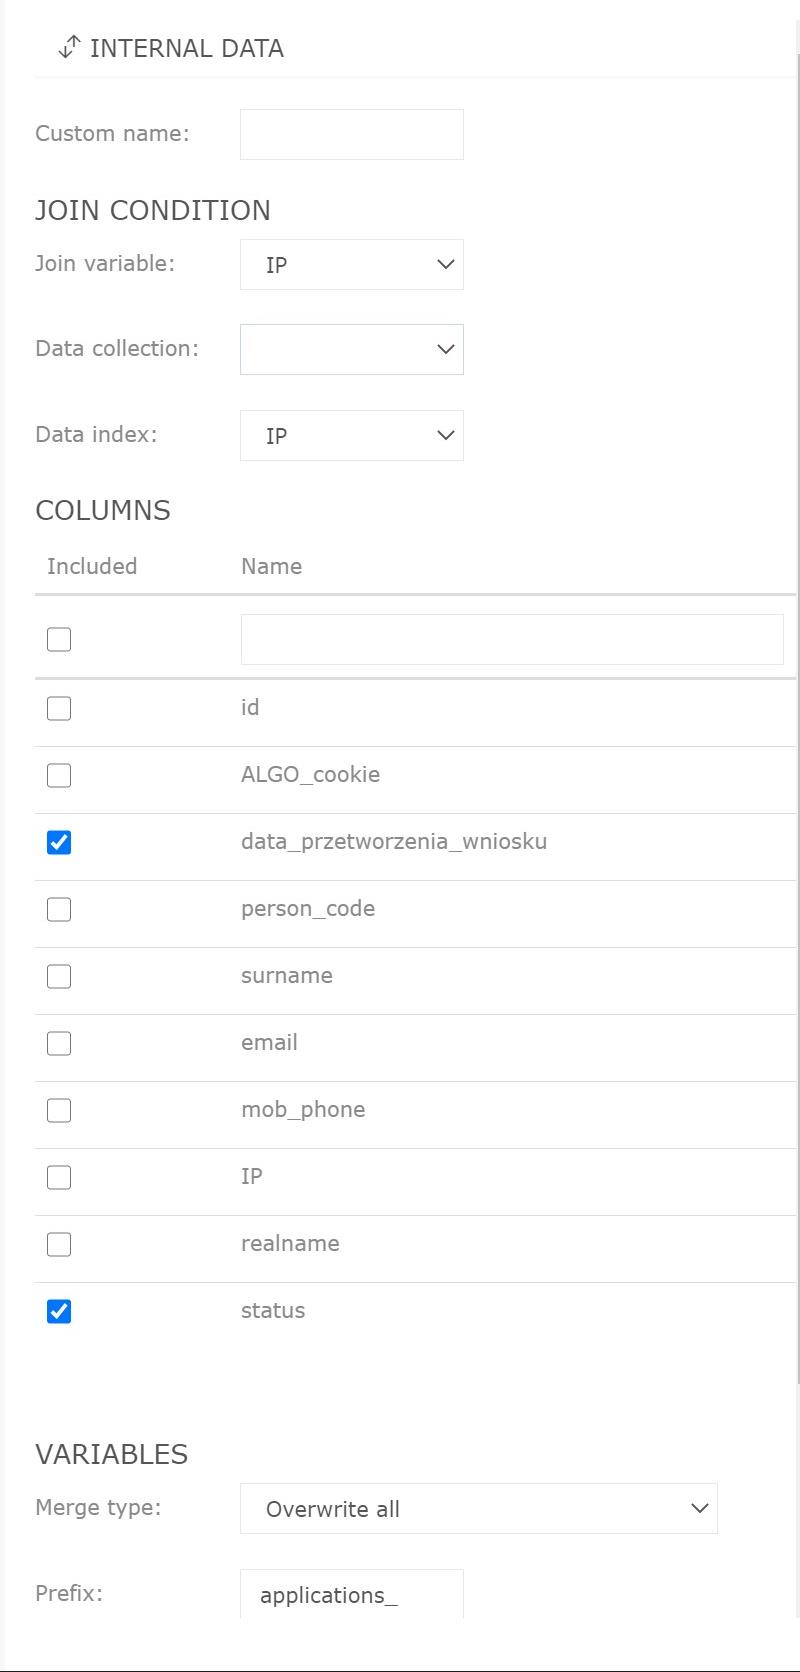 INTERNAL DATA
Custom name:
JOIN CONDITION
Join variable: IP
Data collection:
Data index: IP
COLUMNS
Included Name
id
ALGO_cookie
data_przetworzenia_wniosku
person_code
surname
email
mob_phone
IP
realname
status
VARIABLES
Merge type: Overwrite all
Prefix: applications_